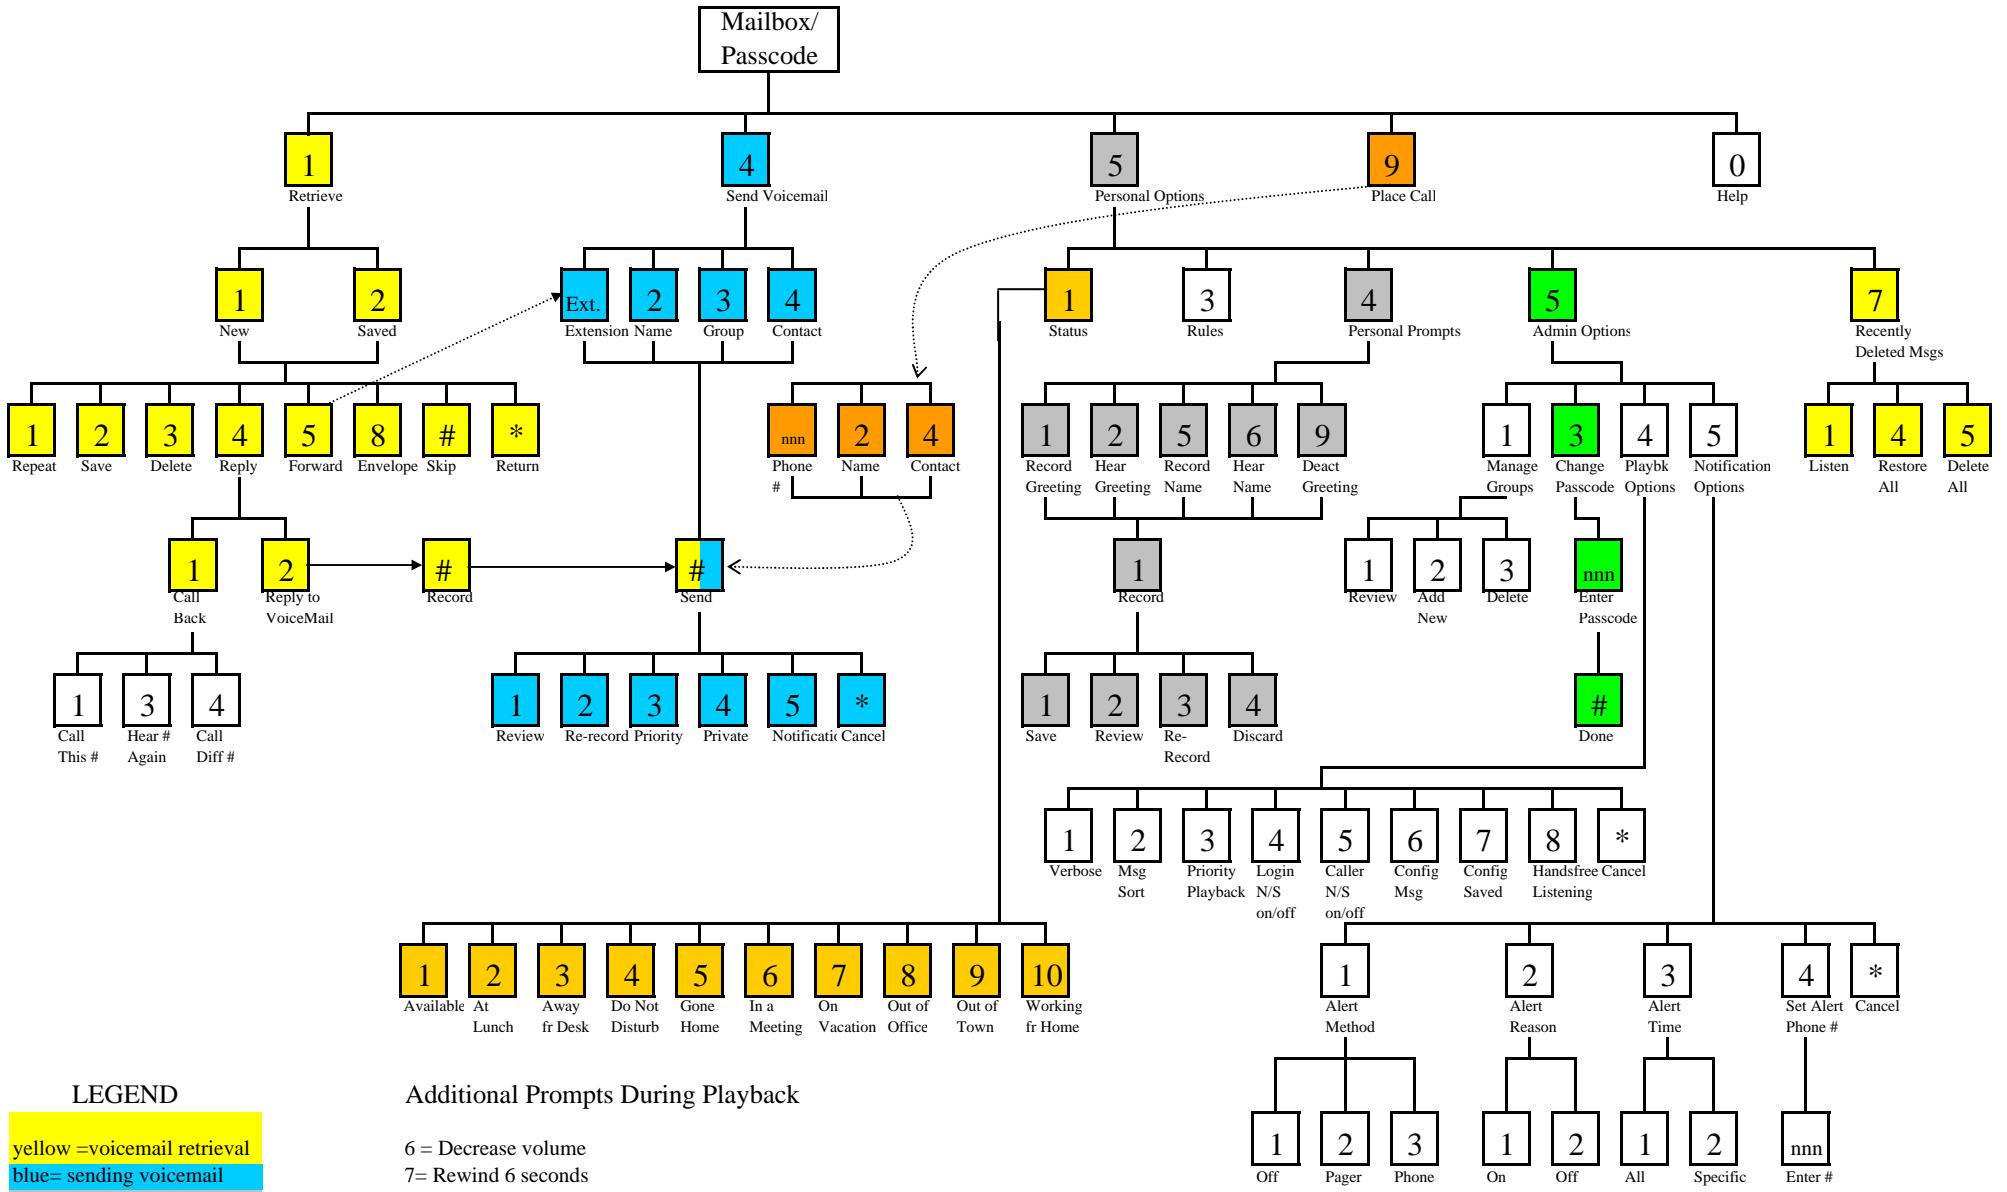 Mailbox/
Passcode
1
4
5
9
0
Retrieve
Send Voicemail
Personal Options
Place Call
Help
1
2
Ext.
2
3
4
1
3
4
5
7
New
Saved
Extension
Name
Group
Contact
Status
Rules
Personal Prompts
Admin Options
Recently
Deleted Msgs
1
2
3
4
5
8
#
*
nnn
2
4
1
2
5
6
9
1
3
4
5
1
4
5
Repeat
Save
Delete
Reply
Forward
Envelope
Skip
Return
Phone
#
Name
Contact
Record
Greeting
Hear
Greeting
Record
Name
Hear
Name
Deact
Greeting
Manage
Groups
Change
Passcode
Playbk
Options
Notification
Options
Listen
Restore
All
Delete
All
1
2
#
#
1
1
2
3
nnn
Call
Back
Reply to
VoiceMail
Record
Send
Record
Review
Add
New
Delete
Enter
Passcode
1
3
4
1
2
3
4
5
*
1
2
3
4
#
Call
This #
Hear #
Again
Call
Diff #
Review
Re-record
Priority
Private
Notificatio
Cancel
Save
Review
Re-
Record
Discard
Done
1
2
3
4
5
6
7
8
*
Verbose
Msg
Sort
Priority
Playback
Login
N/S
on/off
Caller
N/S
on/off
Config
Msg
Config
Saved
Handsfree
Listening
Cancel
1
2
3
4
5
6
7
8
9
10
1
2
3
4
*
Available
At
Lunch
Away
fr Desk
Do Not
Disturb
Gone
Home
In a
Meeting
On
Vacation
Out of
Office
Out of
Town
Working
fr Home
Alert
Method
Alert
Reason
Alert
Time
Set Alert
Phone #
Cancel
1
2
3
1
2
1
2
nnn
Off
Pager
Phone
On
Off
All
Specific
Enter #
LEGEND
yellow =voicemail retrieval
blue= sending voicemail
Additional Prompts During Playback
6 = Decrease volume
7= Rewind 6 seconds